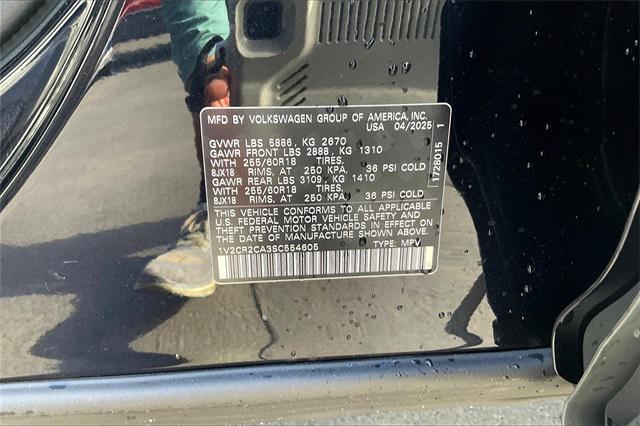 MFD BY VOLKSWAGEN GROUP OF AMERICA, INC.
USA 04/2025
GVWR LBS 5886, KG 2670
GAWR FRONT LBS 2888, KG 1310
WITH 255/60R18 TIRES,
8JX18 RIMS, AT 250 KPA, 36 PSI COLD
GAWR REAR LBS 3109, KG 1410
WITH 255/60R18 TIRES,
8JX18 RIMS, AT 250 KPA, 36 PSI COLD
THIS VEHICLE CONFORMS TO ALL APPLICABLE
U.S. FEDERAL MOTOR VEHICLE SAFETY AND
THEFT PREVENTION STANDARDS IN EFFECT ON
THE DATE OF MANUFACTURE SHOWN ABOVE.
1V2CR2CA3SC554605 TYPE: MPV
1728015 1